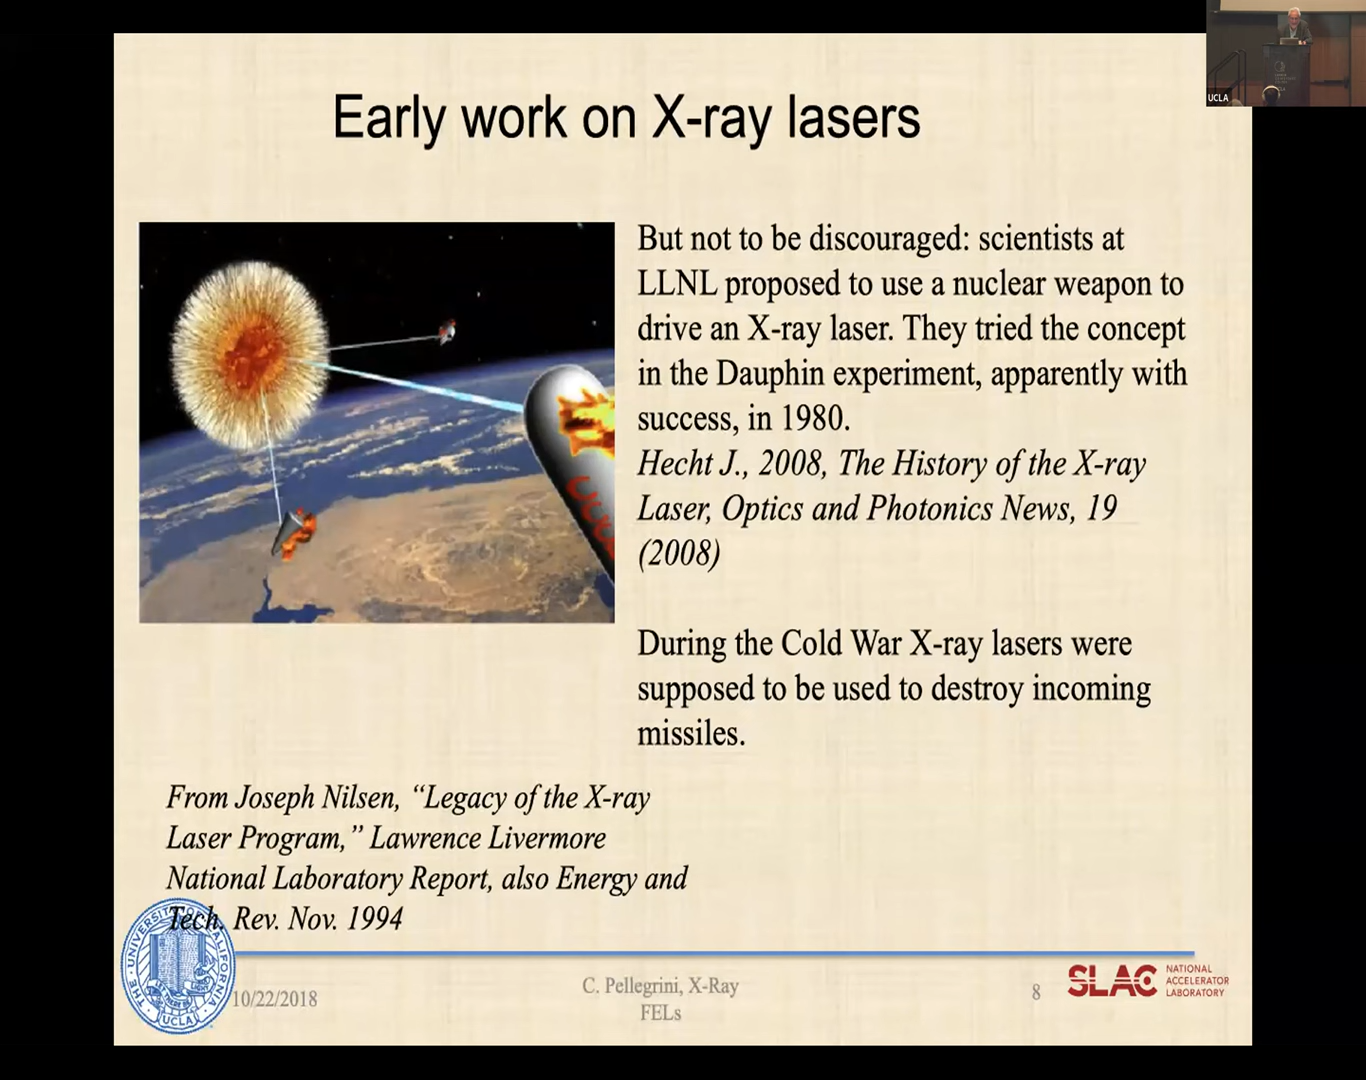 UCLA
Early work on X-ray lasers
But not to be discouraged: scientists at
LLNL proposed to use a nuclear weapon to
drive an X-ray laser. They tried the concept
in the Dauphin experiment, apparently with
success, in 1980.
Hecht J., 2008, The History of the X-ray
Laser, Optics and Photonics News, 19
(2008)
During the Cold War X-ray lasers were
supposed to be used to destroy incoming
missiles.
From Joseph Nilsen, “Legacy of the X-ray
Laser Program,” Lawrence Livermore
National Laboratory Report, also Energy and
Tech. Rev. Nov. 1994
THE UNIVERSITY OF CALIFORNIA
UCLA
10/22/2018
C. Pellegrini, X-Ray
FELs
8
SLAC
NATIONAL
ACCELERATOR
LABORATORY